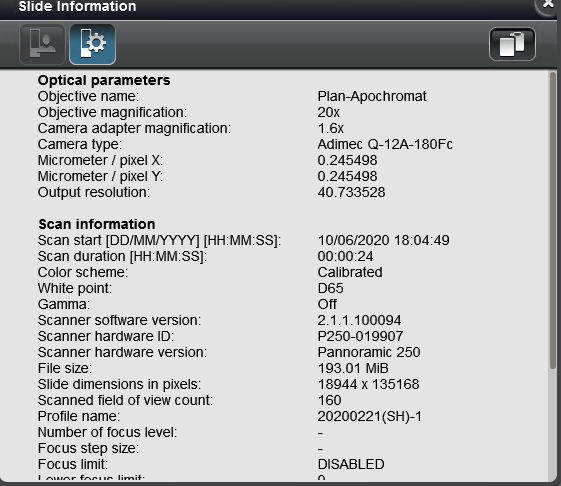 Slide Information
Optical parameters
Objective name: Plan-Apochromat
Objective magnification: 20x
Camera adapter magnification: 1.6x
Camera type: Adimec Q-12A-180Fc
Micrometer / pixel X: 0.245498
Micrometer / pixel Y: 0.245498
Output resolution: 40.733528
Scan information
Scan start [DD/MM/YYYY] [HH:MM:SS]: 10/06/2020 18:04:49
Scan duration [HH:MM:SS]: 00:00:24
Color scheme: Calibrated
White point: D65
Gamma: Off
Scanner software version: 2.1.1.100094
Scanner hardware ID: P250-019907
Scanner hardware version: Pannoramic 250
File size: 193.01 MiB
Slide dimensions in pixels: 18944 x 135168
Scanned field of view count: 160
Profile name: 20200221(SH)-1
Number of focus level: -
Focus step size: -
Focus limit: DISABLED
Lower focus limit: 0